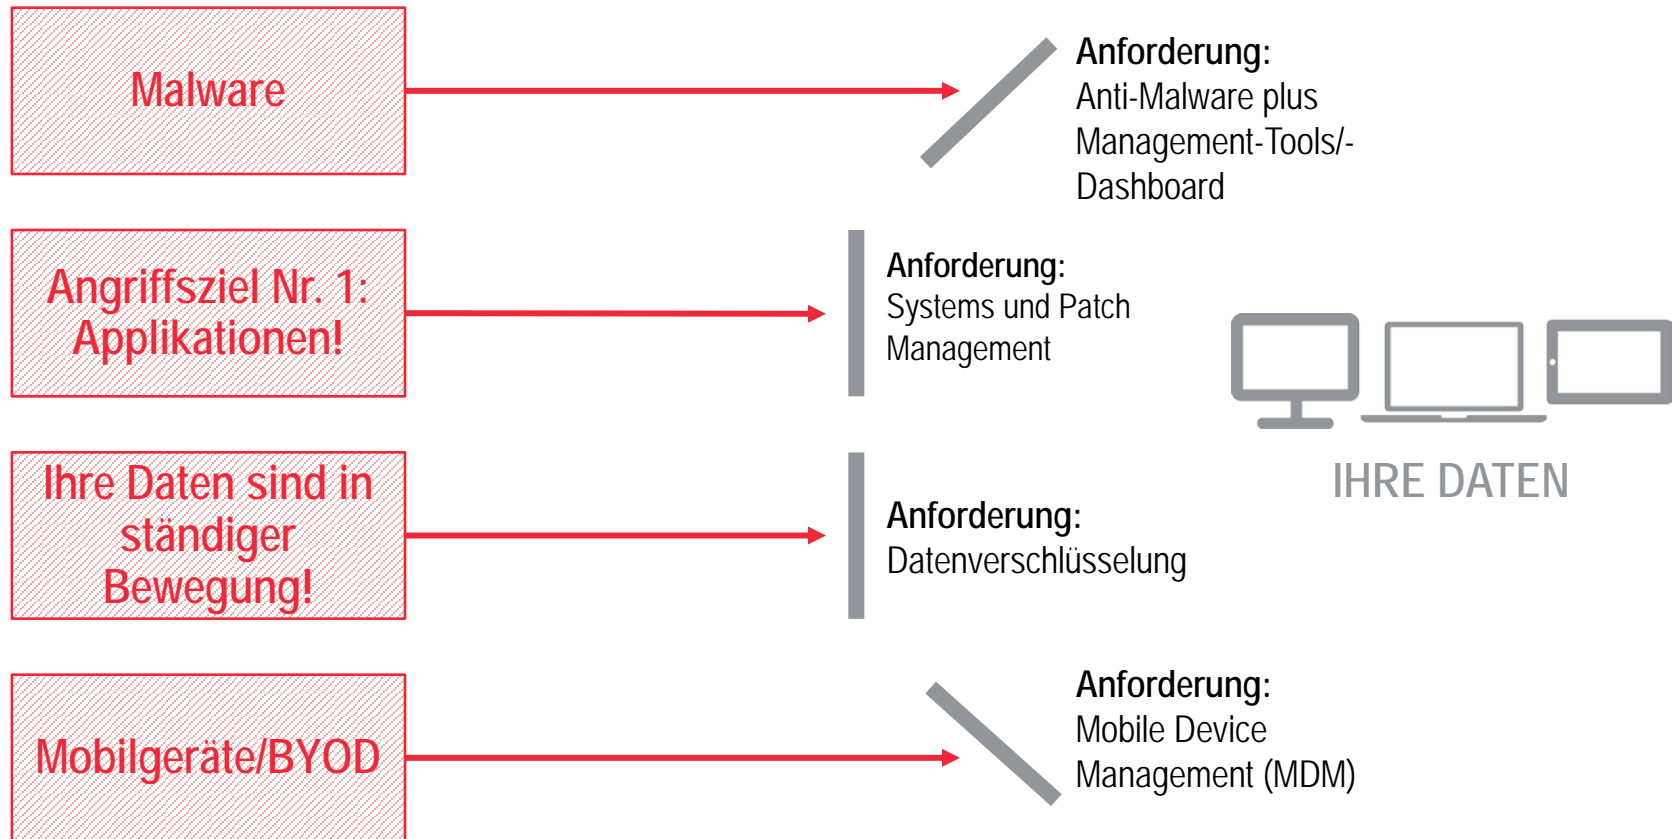 Malware
Anforderung:
Anti-Malware plus
Management-Tools/-
Dashboard
Angriffsziel Nr. 1:
Applikationen!
Anforderung:
Systems und Patch
Management
Ihre Daten sind in
ständiger
Bewegung!
Anforderung:
Datenverschlüsselung
IHRE DATEN
Mobilgeräte/BYOD
Anforderung:
Mobile Device
Management (MDM)